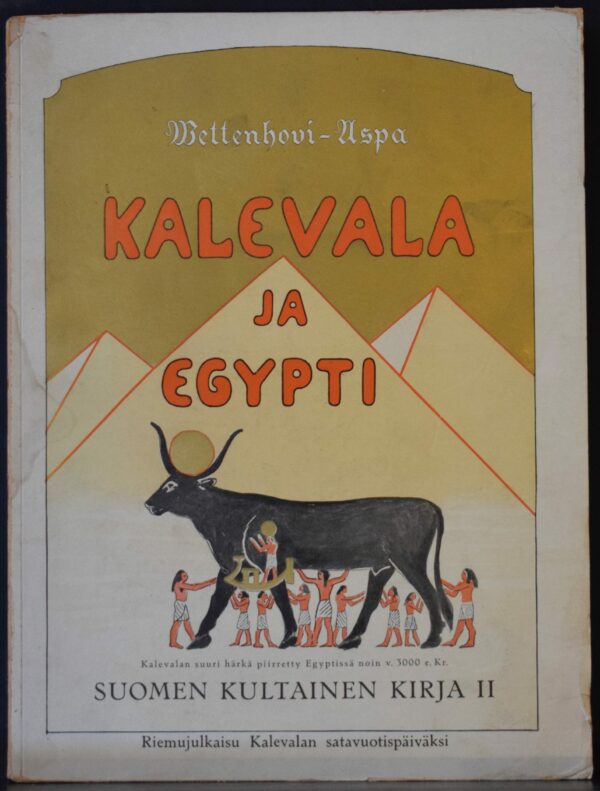 Wettenhovi-Aspa
KALEVALA
JA
EGYPTI
Kalevalan suuri härkä piirretty Egyptissä noin v. 3000 e. Kr.
SUOMEN KULTAINEN KIRJA II
Riemujulkaisu Kalevalan satavuotispäiväksi